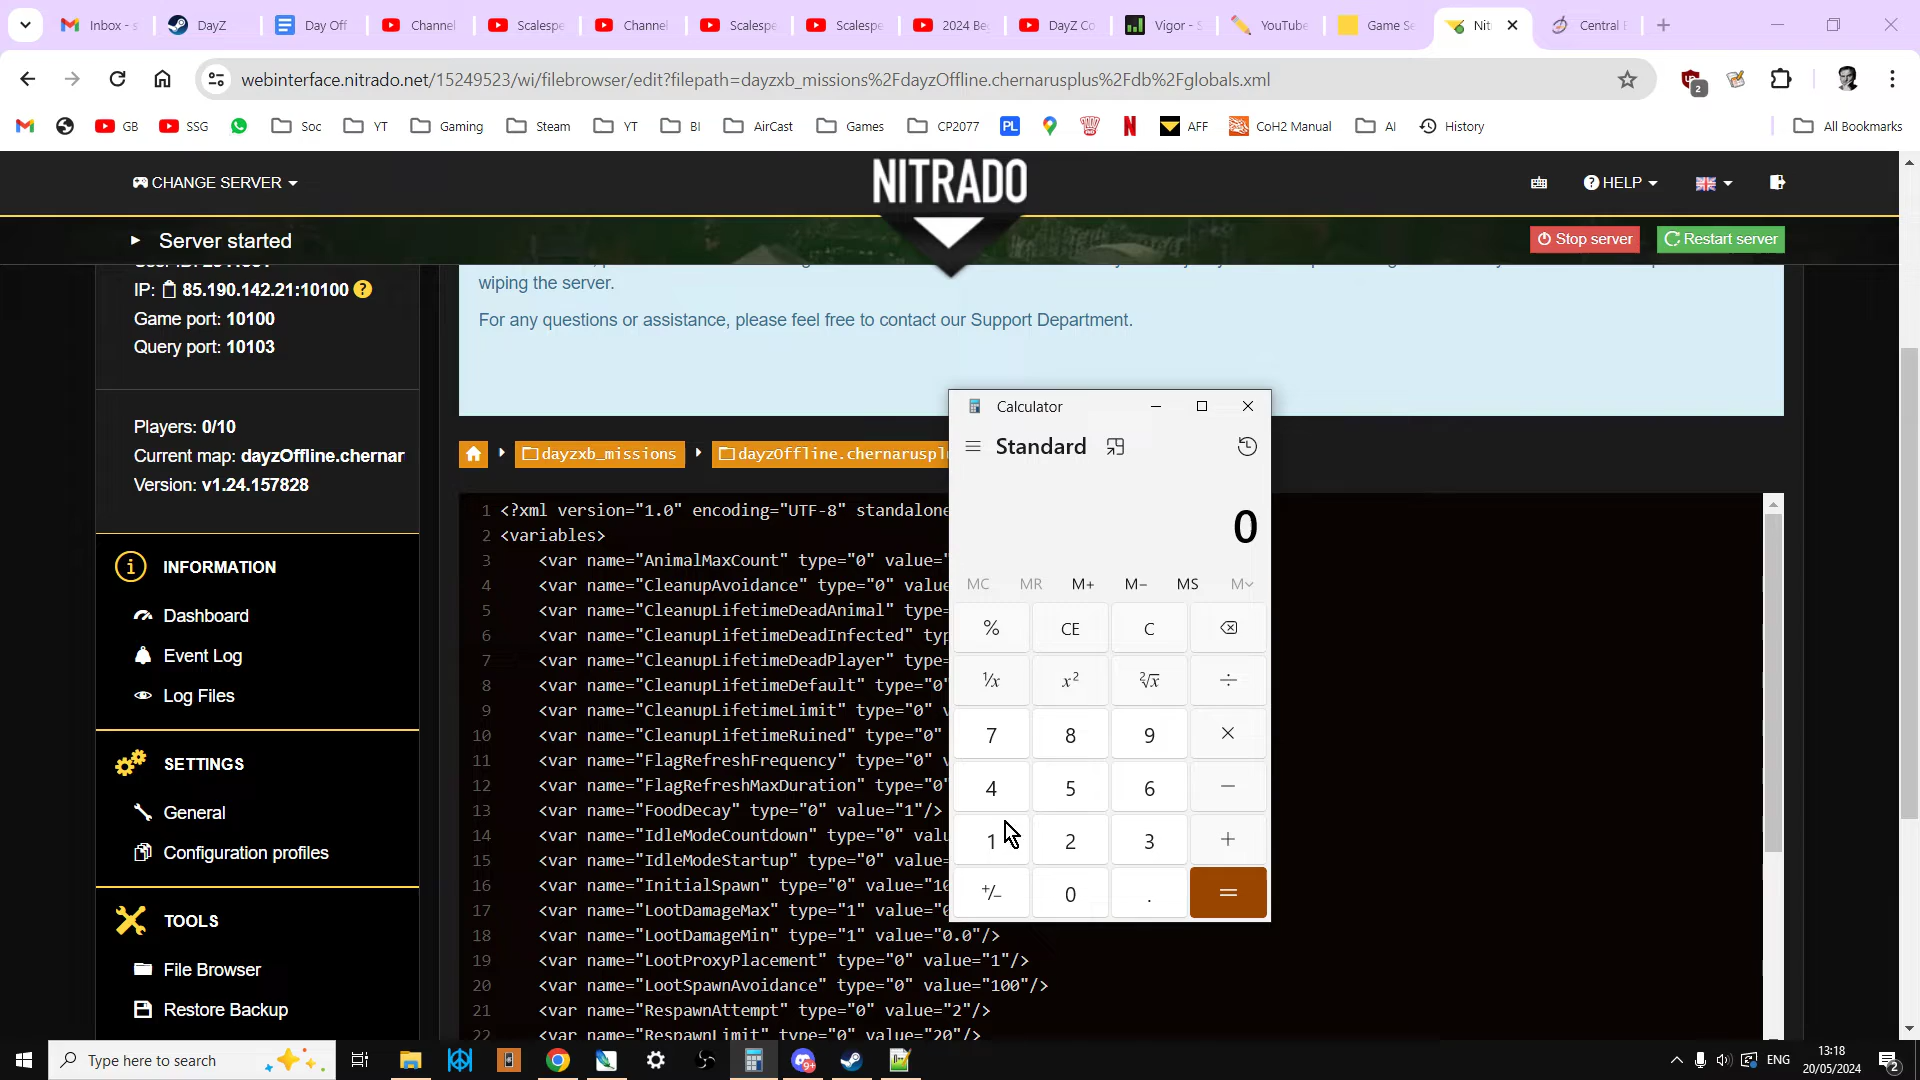 Inbox - s
DayZ
Day Off
Channel
Scalespe
Channel
Scalespe
Scalespe
2024 Be
DayZ Co
Vigor - S
YouTube
Game Se
Nit
Central E
webinterface.nitrado.net/15249523/wi/filebrowser/edit?filepath=dayzxb_missions%2FdayzOffline.chernarusplus%2Fdb%2Fglobals.xml
2
GB
SSG
Soc
YT
Gaming
Steam
YT
BI
AirCast
Games
CP2077
PL
AFF
CoH2 Manual
AI
History
All Bookmarks
CHANGE SERVER
NITRADO
HELP
Server started
Stop server
Restart server
IP: 85.190.142.21:10100
Game port: 10100
Query port: 10103
Players: 0/10
Current map: dayzOffline.chernar
Version: v1.24.157828
INFORMATION
Dashboard
Event Log
Log Files
SETTINGS
General
Configuration profiles
TOOLS
File Browser
Restore Backup
wiping the server.
For any questions or assistance, please feel free to contact our Support Department.
dayzxb_missions
dayzOffline.chernaruspl
1 <?xml version="1.0" encoding="UTF-8" standalone
2 <variables>
3 <var name="AnimalMaxCount" type="0" value="
4 <var name="CleanupAvoidance" type="0" value
5 <var name="CleanupLifetimeDeadAnimal" type=
6 <var name="CleanupLifetimeDeadInfected" typ
7 <var name="CleanupLifetimeDeadPlayer" type=
8 <var name="CleanupLifetimeDefault" type="0"
9 <var name="CleanupLifetimeLimit" type="0" v
10 <var name="CleanupLifetimeRuined" type="0"
11 <var name="FlagRefreshFrequency" type="0" v
12 <var name="FlagRefreshMaxDuration" type="0"
13 <var name="FoodDecay" type="0" value="1"/>
14 <var name="IdleModeCountdown" type="0" valu
15 <var name="IdleModeStartup" type="0" value=
16 <var name="InitialSpawn" type="0" value="10
17 <var name="LootDamageMax" type="1" value="0
18 <var name="LootDamageMin" type="1" value="0.0"/>
19 <var name="LootProxyPlacement" type="0" value="1"/>
20 <var name="LootSpawnAvoidance" type="0" value="100"/>
21 <var name="RespawnAttempt" type="0" value="2"/>
22 <var name="RespawnLimit" type="0" value="20"/>
Calculator
Standard
0
MC MR M+ M− MS M˅
% CE C
¹/x x² ²√x ÷
7 8 9 ×
4 5 6 −
1 2 3 +
+/− 0 . =
Type here to search
9+
ENG
13:18
20/05/2024
2